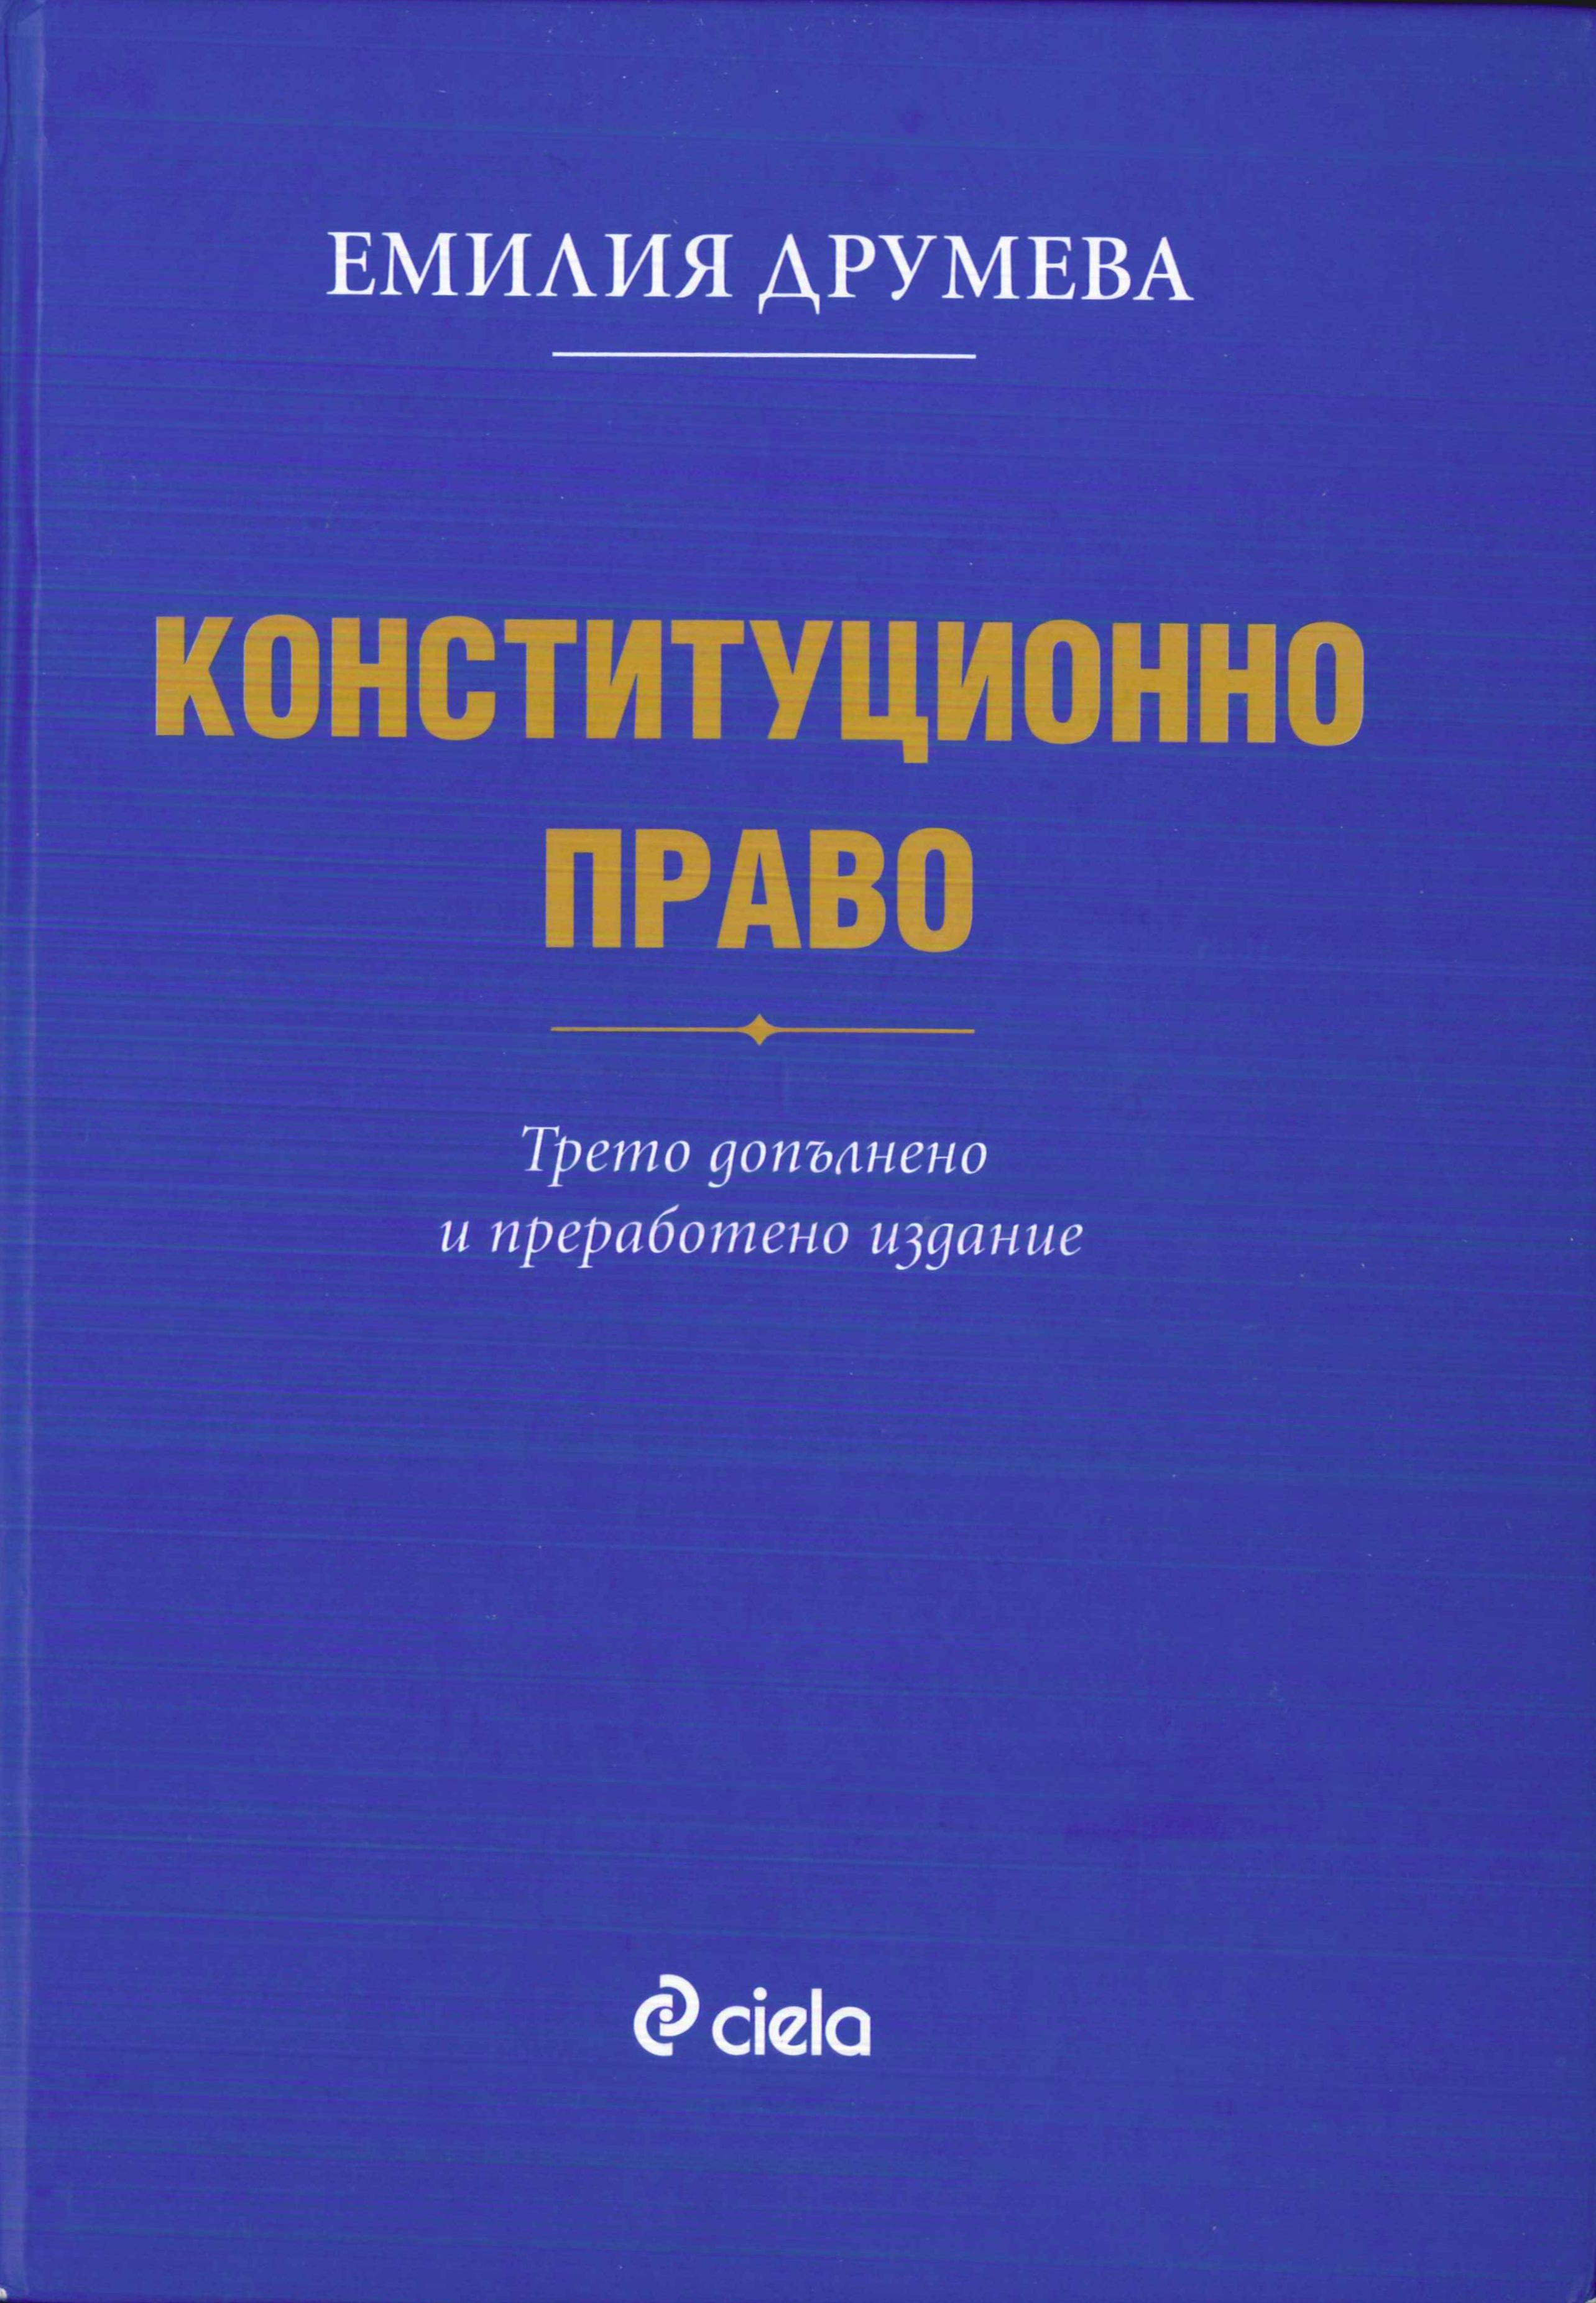 ЕМИЛИЯ ДРУМЕВА
КОНСТИТУЦИОННО
ПРАВО
Трето допълнено
и преработено издание
ciela